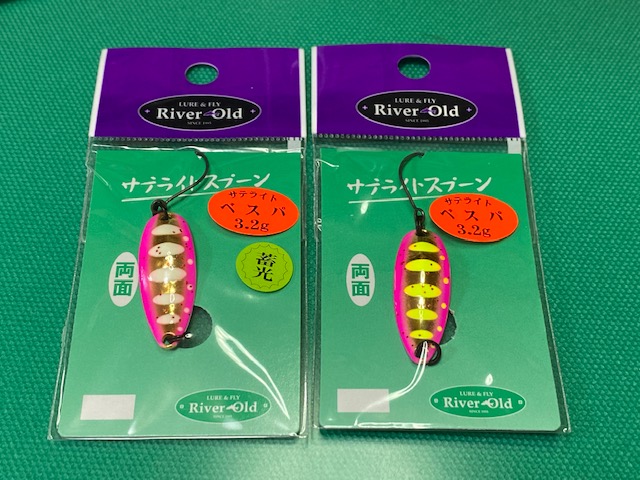 LURE & FLY
River Old
SINCE 1995
サテライトスプーン
サテライト
ベスパ
3.2g
蓄光
両面
LURE & FLY
River Old
LURE & FLY
River Old
サテライトスプーン
サテライト
ベスパ
3.2g
両面
LURE & FLY
River Old